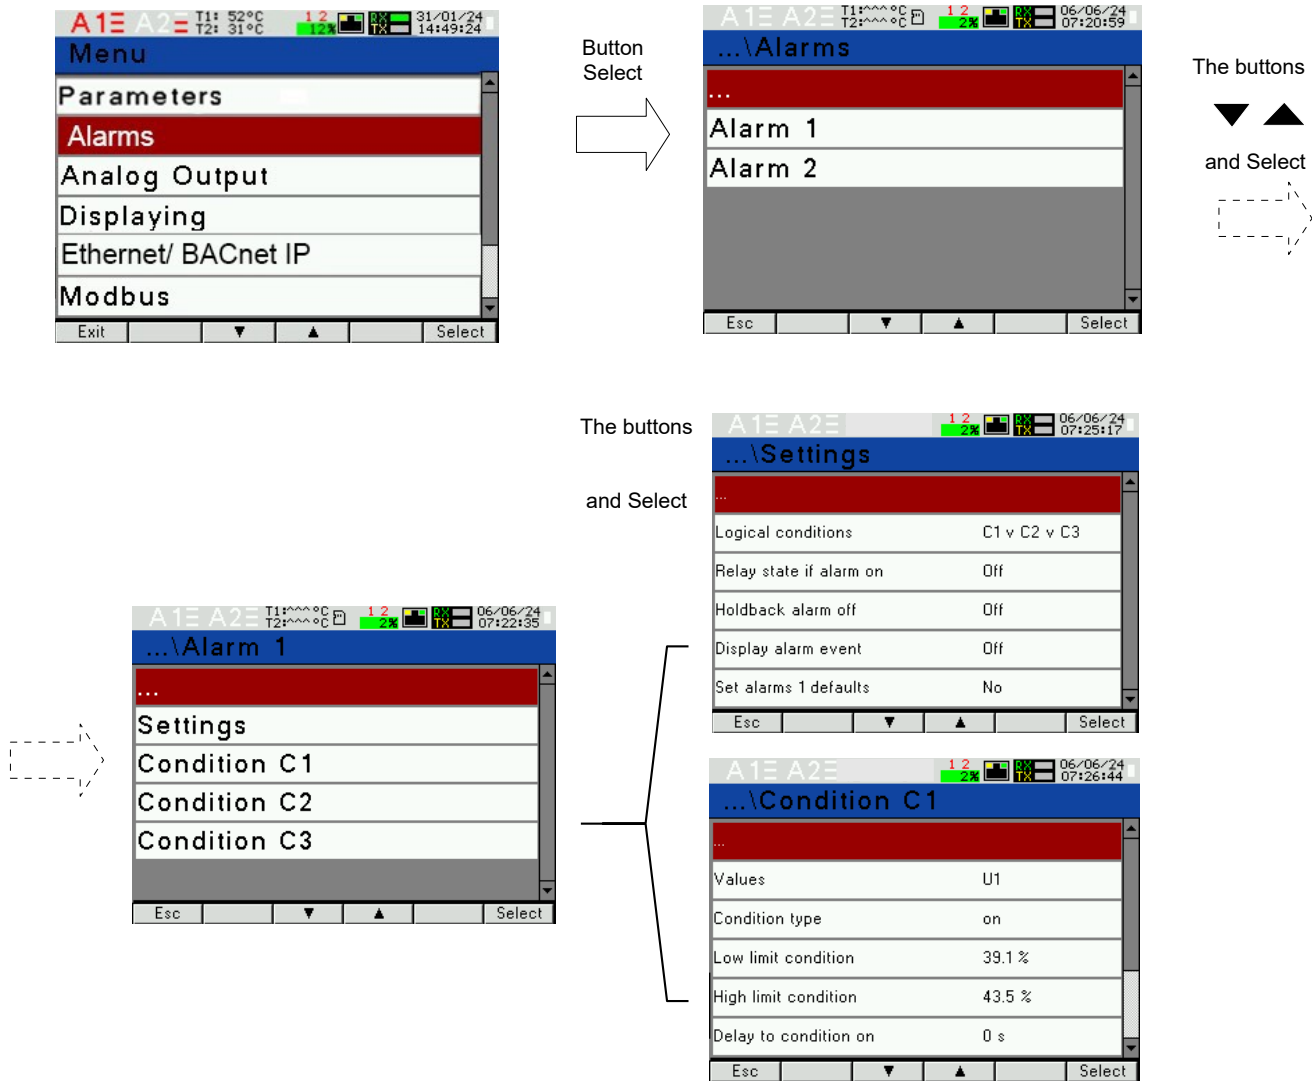 A1 A2 T1: 52°C 1 2 RX 31/01/24
T2: 31°C 12% TX 14:49:24
Menu
Parameters
Alarms
Analog Output
Displaying
Ethernet/ BACnet IP
Modbus
Exit ▼ ▲ Select
Button
Select
A1 A2 T1:^^^°C 1 2 RX 06/06/24
T2:^^^°C 2% TX 07:20:59
...\Alarms
...
Alarm 1
Alarm 2
Esc ▼ ▲ Select
The buttons
▼ ▲
and Select
A1 A2 T1:^^^°C 1 2 RX 06/06/24
T2:^^^°C 2% TX 07:22:35
...\Alarm 1
...
Settings
Condition C1
Condition C2
Condition C3
Esc ▼ ▲ Select
The buttons
and Select
A1 A2 1 2 RX 06/06/24
2% TX 07:25:17
...\Settings
...
Logical conditions C1 v C2 v C3
Relay state if alarm on Off
Holdback alarm off Off
Display alarm event Off
Set alarms 1 defaults No
Esc ▼ ▲ Select
A1 A2 1 2 RX 06/06/24
2% TX 07:26:44
...\Condition C1
...
Values U1
Condition type on
Low limit condition 39.1 %
High limit condition 43.5 %
Delay to condition on 0 s
Esc ▼ ▲ Select